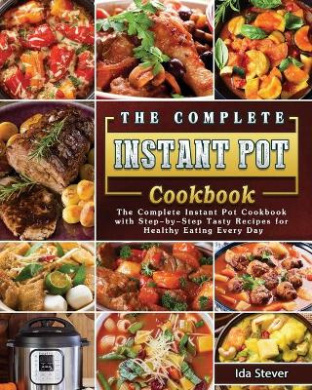 THE COMPLETE
INSTANT POT
Cookbook
The Complete Instant Pot Cookbook
with Step-by-Step Tasty Recipes for
Healthy Eating Every Day
Ida Stever